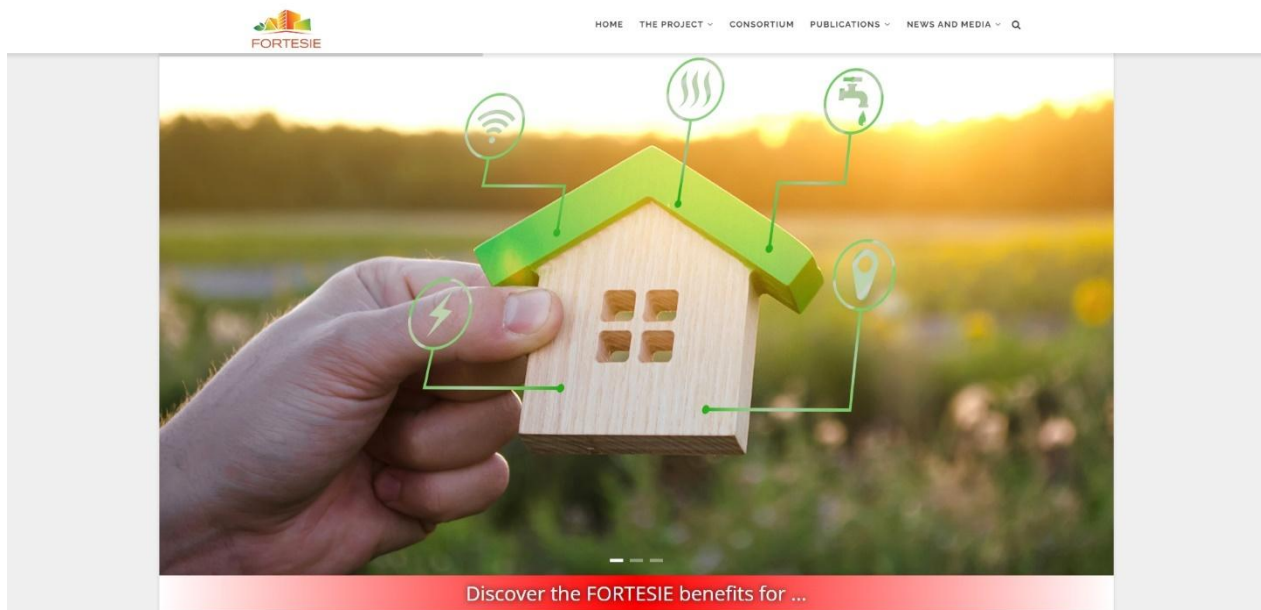 FORTESIE
HOME THE PROJECT CONSORTIUM PUBLICATIONS NEWS AND MEDIA
Discover the FORTESIE benefits for ...